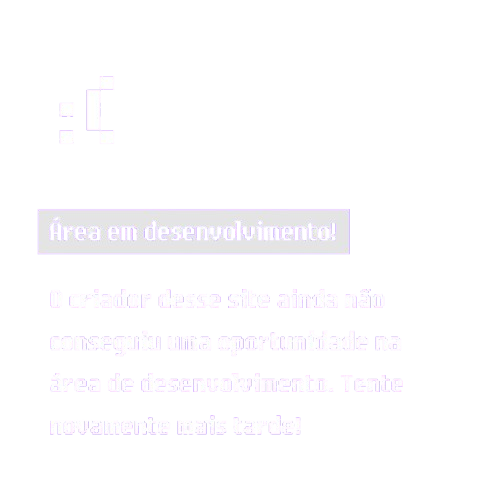 Área em desenvolvimento!
O criador desse site ainda não
conseguiu uma oportunidade na
área de desenvolvimento. Tente
novamente mais tarde!